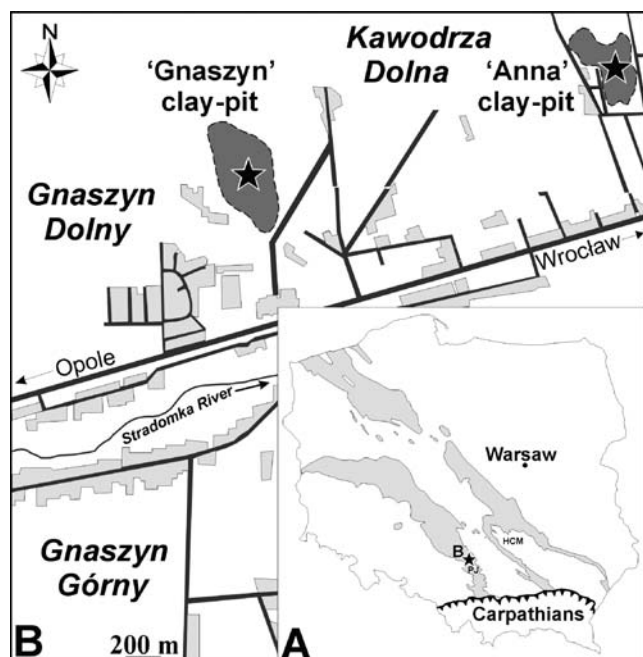 N
Kawodrza
Dolna
'Gnaszyn'
clay-pit
'Anna'
clay-pit
Gnaszyn
Dolny
Wrocław
Opole
Stradomka River
Gnaszyn
Górny
B
200 m
Warsaw
HCM
B
PJ
Carpathians
A